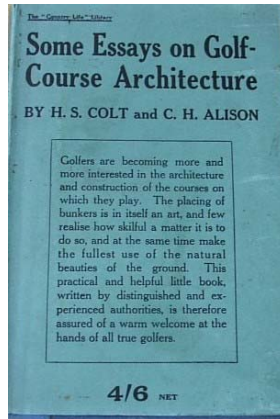 The "Country Life" Library
Some Essays on Golf-
Course Architecture
BY H. S. COLT and C. H. ALISON
Golfers are becoming more and
more interested in the architecture
and construction of the courses on
which they play. The placing of
bunkers is in itself an art, and few
realise how skilful a matter it is to
do so, and at the same time make
the fullest use of the natural
beauties of the ground. This
practical and helpful little book,
written by distinguished and ex-
perienced authorities, is therefore
assured of a warm welcome at the
hands of all true golfers.
4/6 NET